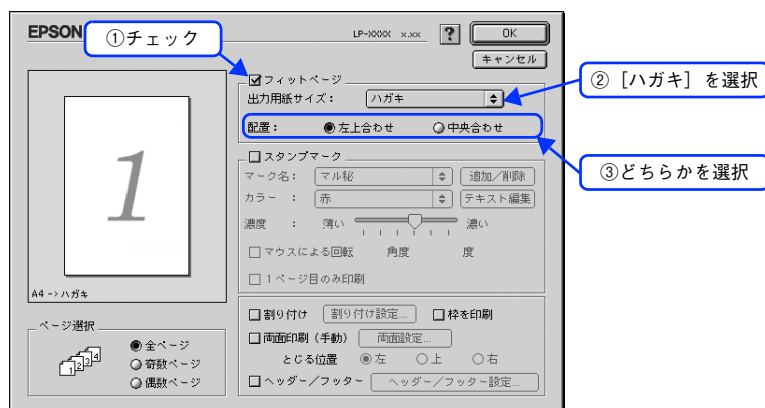 EPSON
LP-XXXX x.xx
?
OK
キャンセル
①チェック
フィットページ
出力用紙サイズ： ハガキ
②［ハガキ］を選択
配置： 左上合わせ 中央合わせ
③どちらかを選択
スタンプマーク
マーク名： マル秘 追加／削除
カラー ： 赤 テキスト編集
濃度 ： 薄い 濃い
マウスによる回転 角度 度
１ページ目のみ印刷
1
A4 ->ハガキ
割り付け 割り付け設定... 枠を印刷
両面印刷（手動） 両面設定...
とじる位置 左 上 右
ヘッダー／フッター ヘッダー／フッター設定...
ページ選択
1 2 3 4
全ページ
奇数ページ
偶数ページ